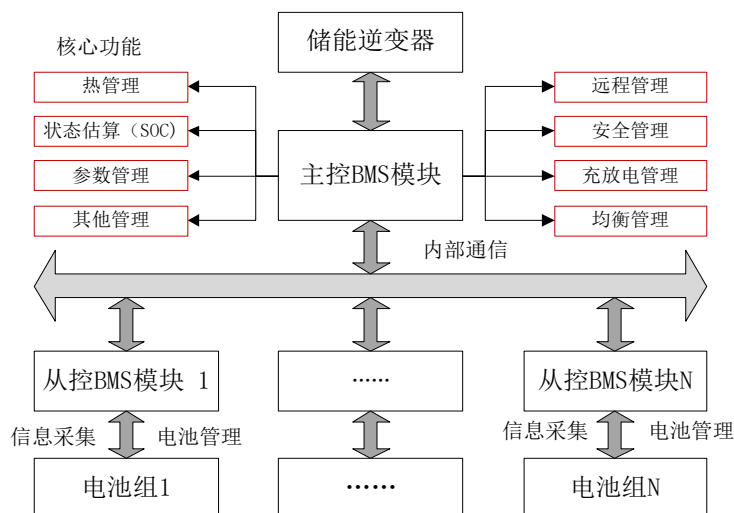 储能逆变器
核心功能
热管理
远程管理
状态估算（SOC)
安全管理
主控BMS模块
参数管理
充放电管理
其他管理
均衡管理
内部通信
从控BMS模块 1
……
从控BMS模块N
信息采集
电池管理
信息采集
电池管理
电池组1
……
电池组N